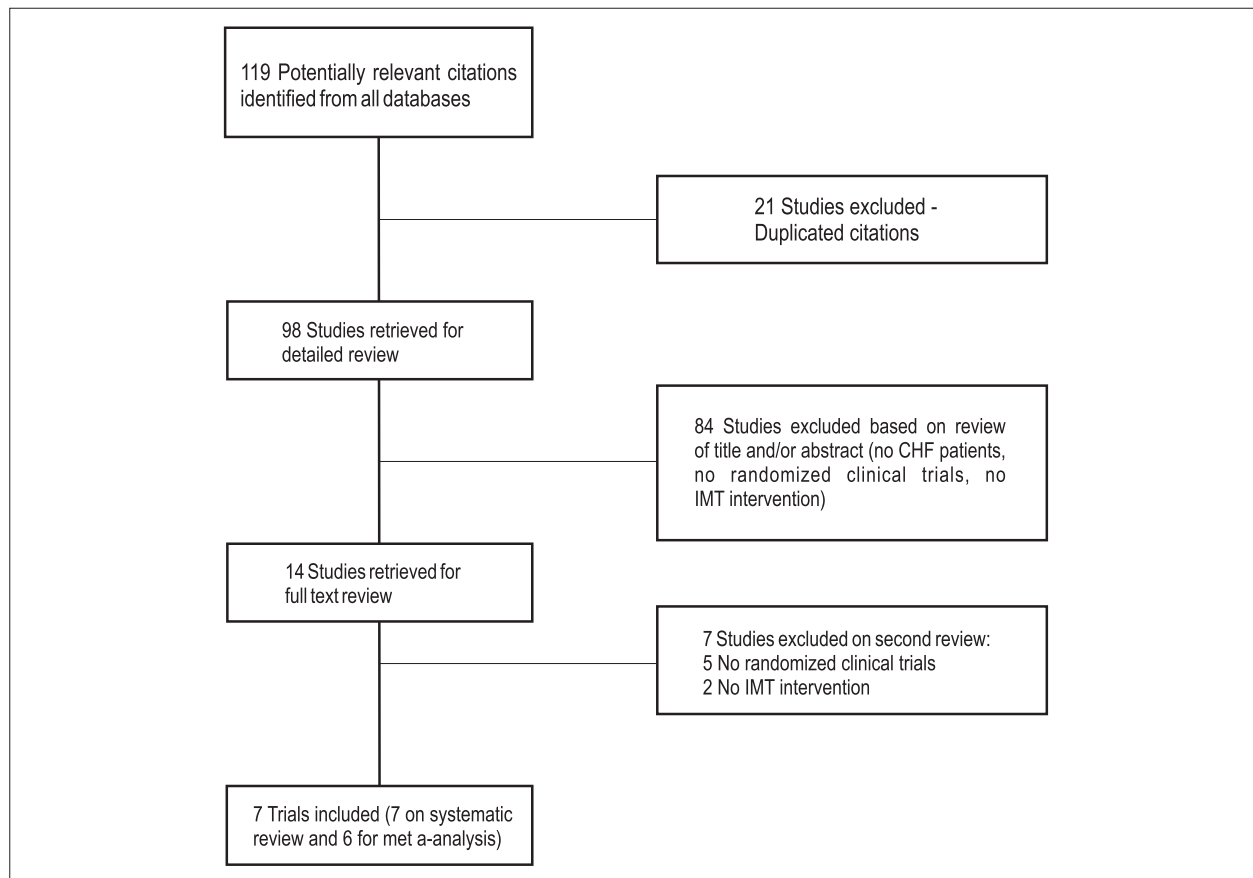 119 Potentially relevant citations
identified from all databases
21 Studies excluded -
Duplicated citations
98 Studies retrieved for
detailed review
84 Studies excluded based on review
of title and/or abstract (no CHF patients,
no randomized clinical trials, no
IMT intervention)
14 Studies retrieved for
full text review
7 Studies excluded on second review:
5 No randomized clinical trials
2 No IMT intervention
7 Trials included (7 on systematic
review and 6 for met a-analysis)